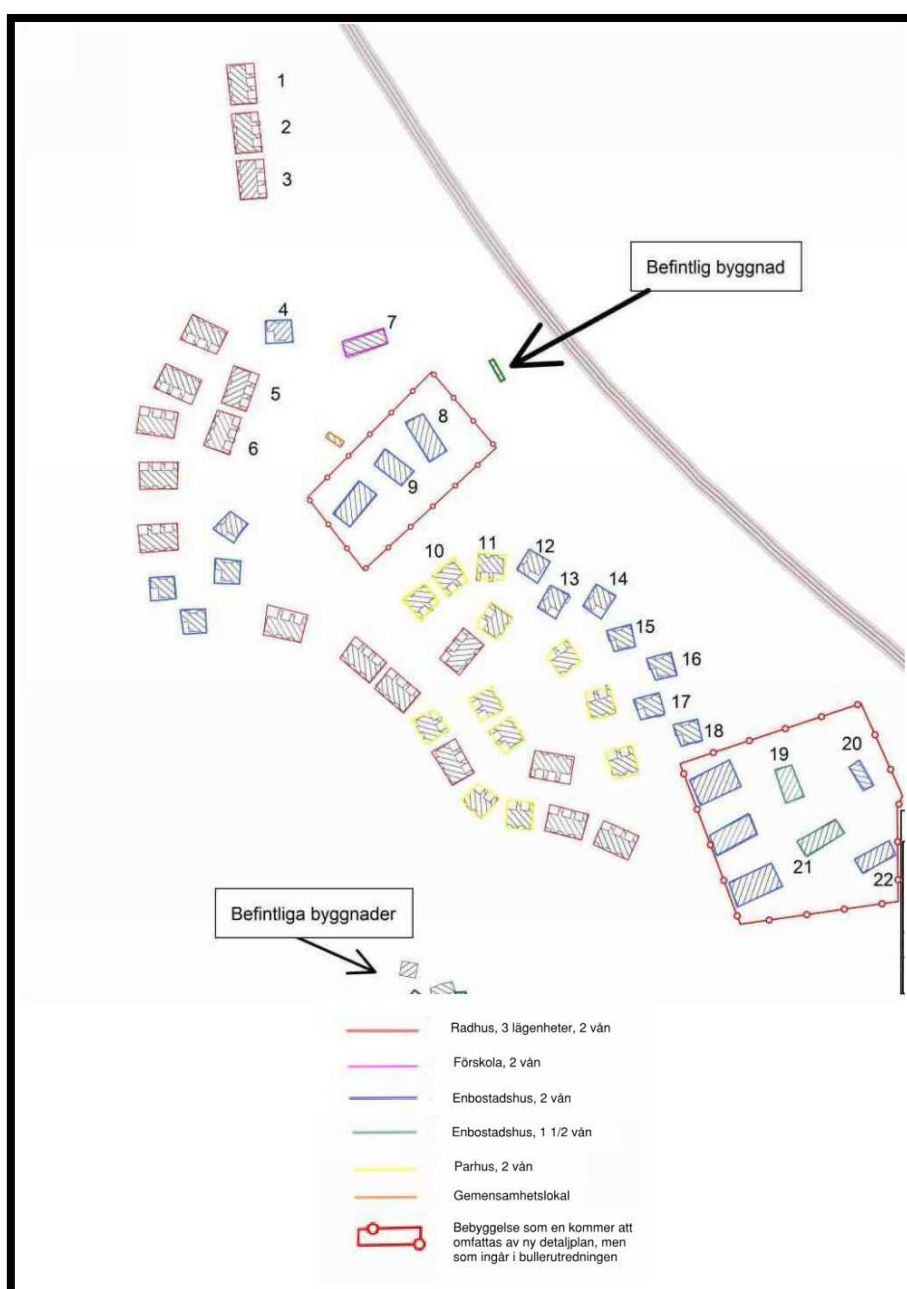 1
2
3
Befintlig byggnad
4
7
5
6
8
9
10
11
12
13
14
15
16
17
18
19
20
21
22
Befintliga byggnader
Radhus, 3 lägenheter, 2 vån
Förskola, 2 vån
Enbostadshus, 2 vån
Enbostadshus, 1 1/2 vån
Parhus, 2 vån
Gemensamhetslokal
Bebyggelse som en kommer att
omfattas av ny detaljplan, men
som ingår i bullerutredningen